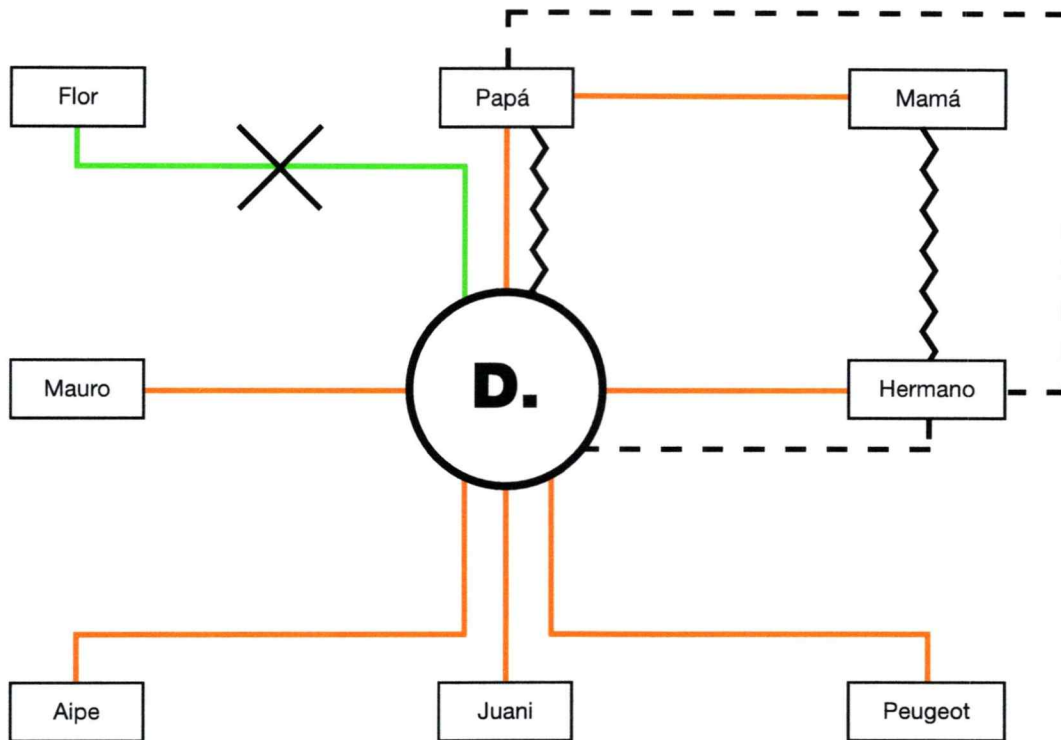 Flor
Papá
Mamá
Mauro
D.
Hermano
Aipe
Juani
Peugeot